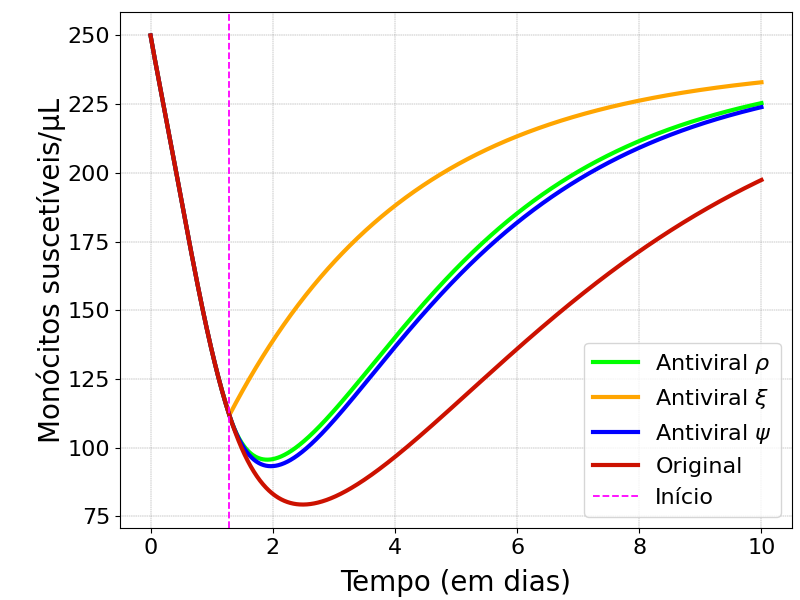 Monócitos suscetíveis/µL
250
225
200
175
150
125
100
75
0 2 4 6 8 10
Tempo (em dias)
Antiviral ρ
Antiviral ξ
Antiviral ψ
Original
Início